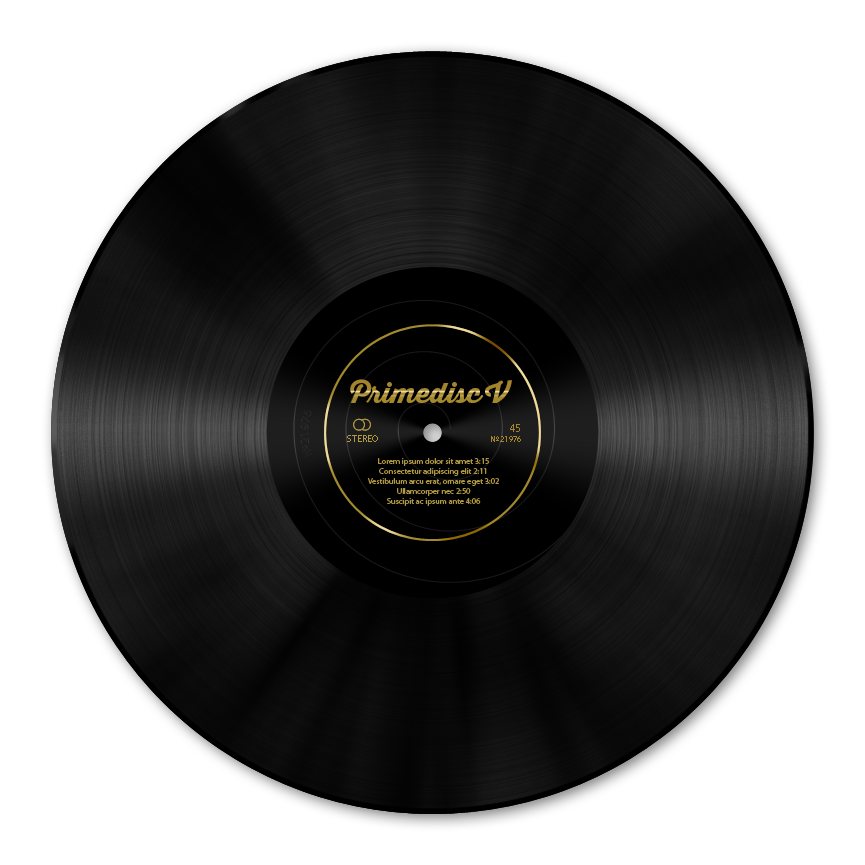 Primedisc V
STEREO
45
№21976
Lorem ipsum dolor sit amet 3:15
Consectetur adipiscing elit 2:11
Vestibulum arcu erat, ornare eget 3:02
Ullamcorper nec 2:50
Suscipit ac ipsum ante 4:06